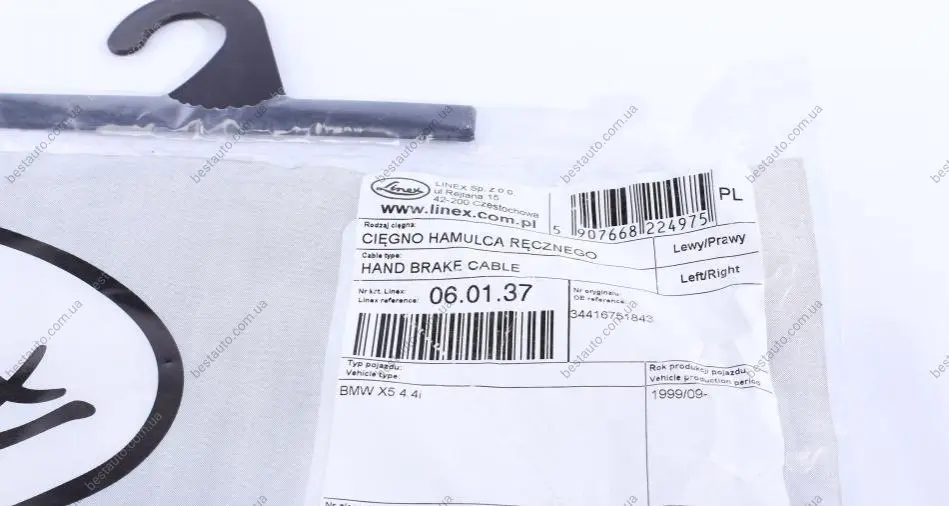 Linex
LINEX Sp. z o.o.
ul Rejtana 16
42-200 Częstochowa
www.linex.com.pl
5 907668 224975
PL
Rodzaj cięgna:
CIĘGNO HAMULCA RĘCZNEGO
Lewy/Prawy
Cable type:
HAND BRAKE CABLE
Left/Right
Nr kat. Linex:
Linex reference:
06.01.37
Nr oryginału
OE reference:
34416751843
Typ pojazdu:
Vehicle type:
BMW X5 4.4i
Rok produkcji pojazdu,
Vehicle production period
1999/09-
bestauto.com.ua